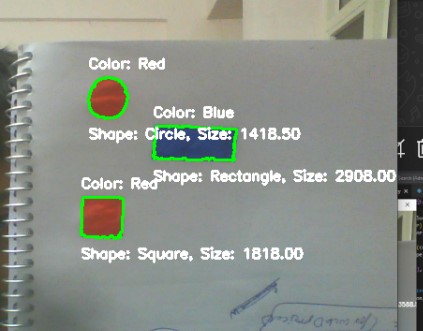 Color: Red
Shape: Circle, Size: 1418.50
Color: Blue
Shape: Rectangle, Size: 2908.00
Color: Red
Shape: Square, Size: 1818.00